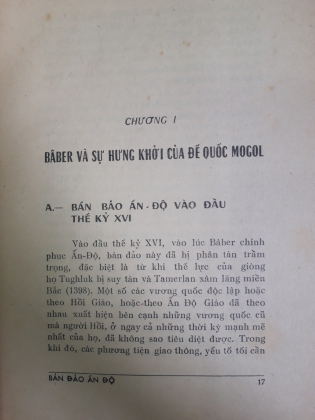 CHƯƠNG I
BÂBER VÀ SỰ HƯNG KHỞI CỦA ĐẾ QUỐC MOGOL
A.— BÁN ĐẢO ẤN-ĐỘ VÀO ĐẦU
THẾ KỶ XVI
Vào đầu thế kỷ XVI, vào lúc Bâber chinh
phục Ấn-Độ, bán đảo này đã bị phân tán trầm
trọng, đặc biệt là từ khi thế lực của giòng
họ Tughluk bị suy tán và Tamerlan xâm lăng miền
Bắc (1398). Một số các vương quốc độc lập hoặc
theo Hồi Giáo, hoặc-theo Ấn Độ Giáo đã theo
nhau xuất hiện bên cạnh những vương quốc cũ
mà người Hồi, ở ngay cả những thời kỳ mạnh mẽ
nhất của họ, đã không sao tiêu diệt được. Trong
khi đó, các phương tiện giao thông, yếu tố tối cần
BÁN ĐẢO ẤN ĐỘ
17